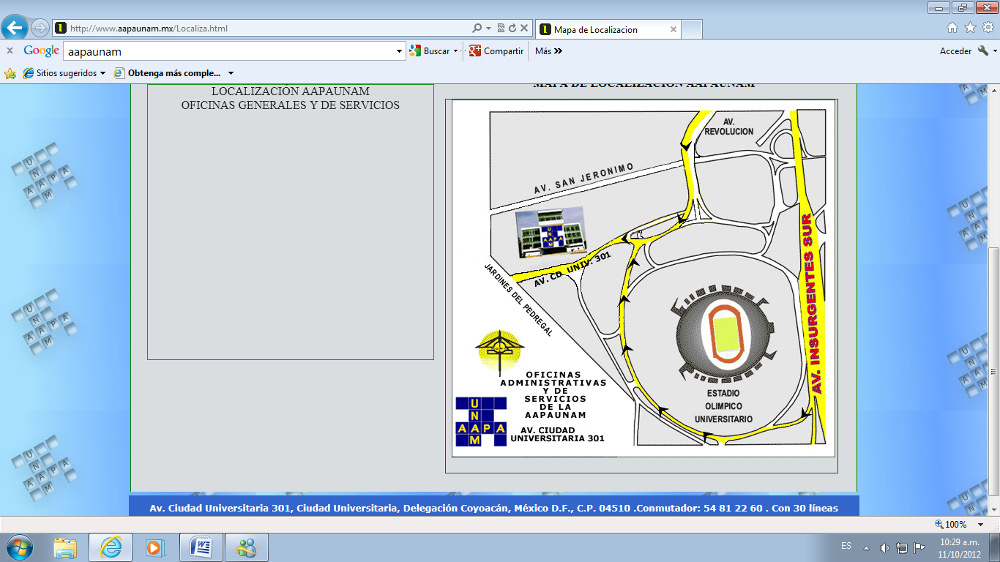 http://www.aapaunam.mx/Localiza.html
Mapa de Localizacion
Google
aapaunam
Buscar
Compartir
Más »
Acceder
Sitios sugeridos
Obtenga más comple...
LOCALIZACIÓN AAPAUNAM
OFICINAS GENERALES Y DE SERVICIOS
MAPA DE LOCALIZACION AAPAUNAM
AV.
REVOLUCION
AV. SAN JERONIMO
AV. CD. UNIV. 301
JARDINES DEL PEDREGAL
AV. INSURGENTES SUR
ESTADIO
OLIMPICO
UNIVERSITARIO
OFICINAS
ADMINISTRATIVAS
Y DE
SERVICIOS
DE LA
AAPAUNAM
AV. CIUDAD
UNIVERSITARIA 301
U
N
AAPA
M
Av. Ciudad Universitaria 301, Ciudad Universitaria, Delegación Coyoacán, México D.F., C.P. 04510 .Conmutador: 54 81 22 60 . Con 30 líneas
100%
ES
10:29 a.m.
11/10/2012